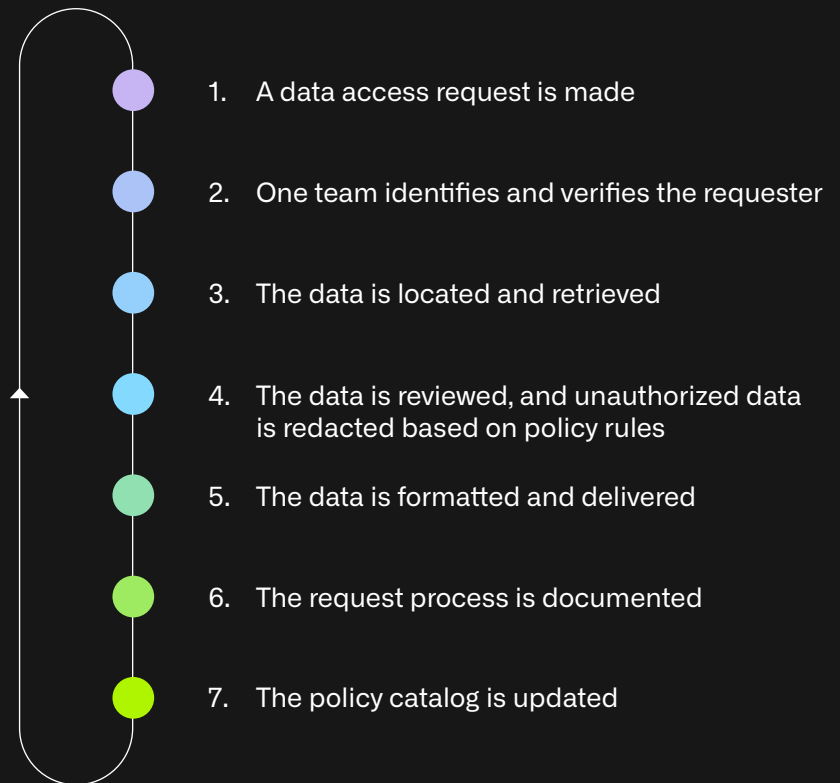 1. A data access request is made
2. One team identifies and verifies the requester
3. The data is located and retrieved
4. The data is reviewed, and unauthorized data
is redacted based on policy rules
5. The data is formatted and delivered
6. The request process is documented
7. The policy catalog is updated